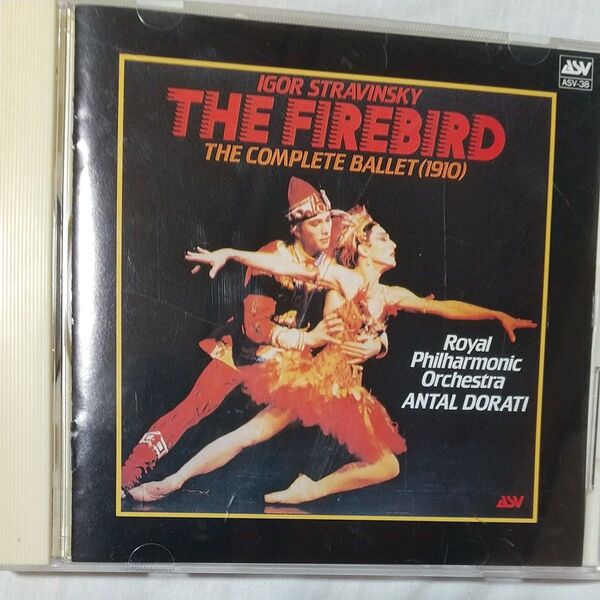 ASV
ASV-38
IGOR STRAVINSKY
THE FIREBIRD
THE COMPLETE BALLET (1910)
Royal
Philharmonic
Orchestra
ANTAL DORATI
ASV